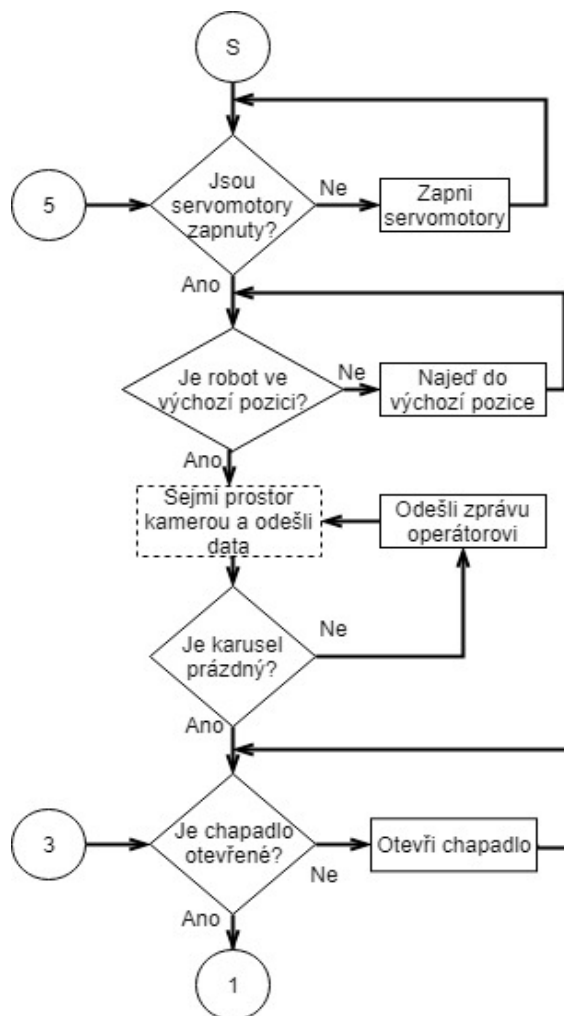 S
5
Jsou
servomotory
zapnuty?
Ne
Zapni
servomotory
Ano
Je robot ve
výchozí pozici?
Ne
Najeď do
výchozí pozice
Ano
Sejmi prostor
kamerou a odešli
data
Odešli zprávu
operátorovi
Je karusel
prázdný?
Ne
Ano
3
Je chapadlo
otevřené?
Ne
Otevři chapadlo
Ano
1